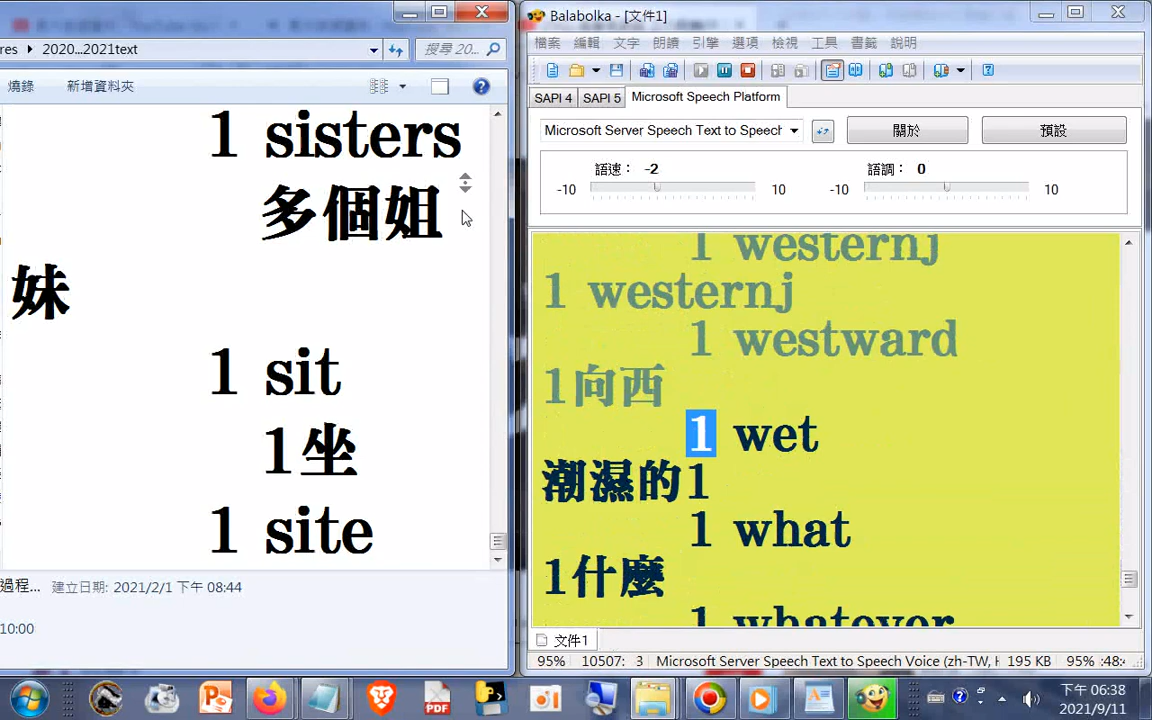 res ▸ 2020...2021text
搜尋 20...
燒錄 新增資料夾
1 sisters
多個姐
妹
1 sit
1坐
1 site
過程... 建立日期: 2021/2/1 下午 08:44
10:00
Balabolka - [文件1]
檔案 編輯 文字 朗讀 引擎 選項 檢視 工具 書籤 說明
SAPI 4 SAPI 5 Microsoft Speech Platform
Microsoft Server Speech Text to Speech 關於 預設
語速： -2 語調： 0
-10 10 -10 10
1 westernj
1 westernj
1 westward
1向西
1 wet
潮濕的1
1 what
1什麼
1 whatever
文件1
95% 10507: 3 Microsoft Server Speech Text to Speech Voice (zh-TW, 195 KB 95%
PDF
下午 06:38
2021/9/11